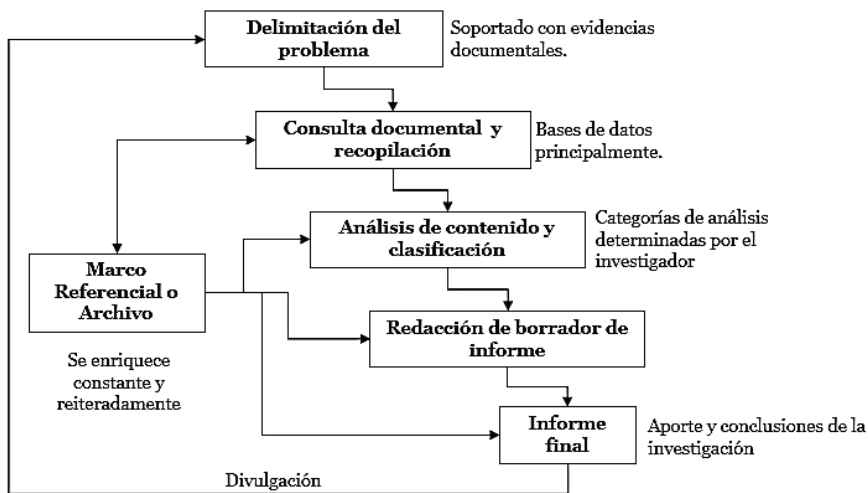 Delimitación del
problema
Soportado con evidencias
documentales.
Consulta documental y
recopilación
Bases de datos
principalmente.
Análisis de contenido y
clasificación
Categorías de análisis
determinadas por el
investigador
Marco
Referencial o
Archivo
Se enriquece
constante y
reiteradamente
Redacción de borrador de
informe
Informe
final
Aporte y conclusiones de la
investigación
Divulgación